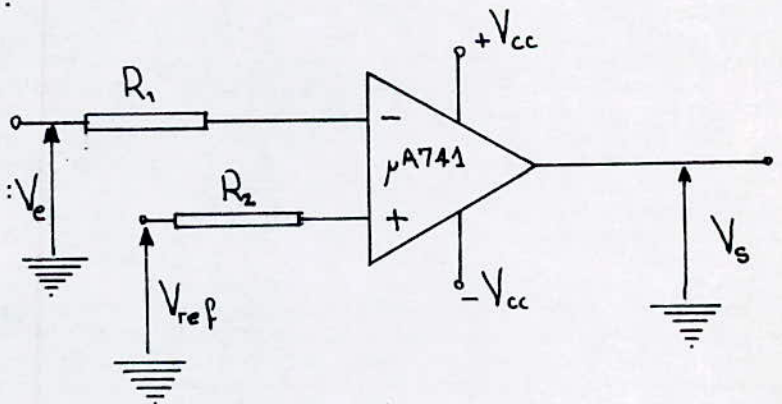 +Vcc
R1
-
μA741
:Ve
R2
+
Vs
Vref
-Vcc